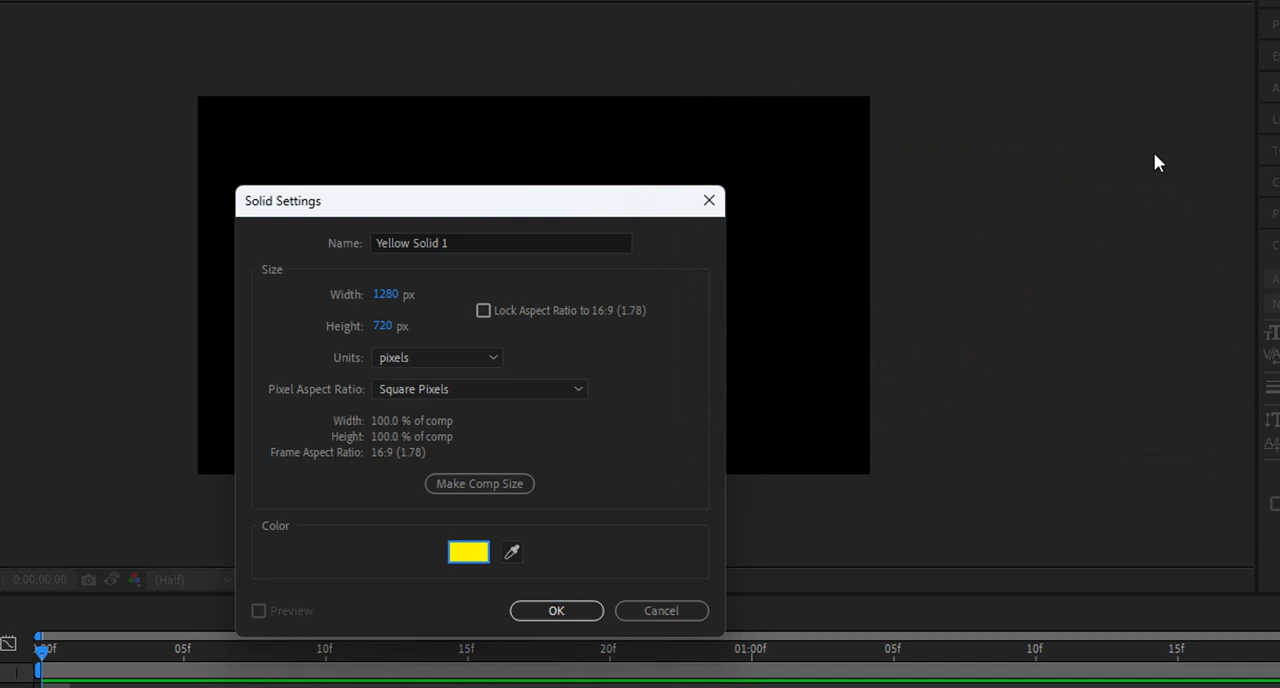 Solid Settings
Name: Yellow Solid 1
Size
Width: 1280 px
Lock Aspect Ratio to 16:9 (1.78)
Height: 720 px
Units: pixels
Pixel Aspect Ratio: Square Pixels
Width: 100.0 % of comp
Height: 100.0 % of comp
Frame Aspect Ratio: 16:9 (1.78)
Make Comp Size
Color
0:00:00:00 (Half)
Preview OK Cancel
05f 10f 15f 20f 01:00f 05f 10f 15f